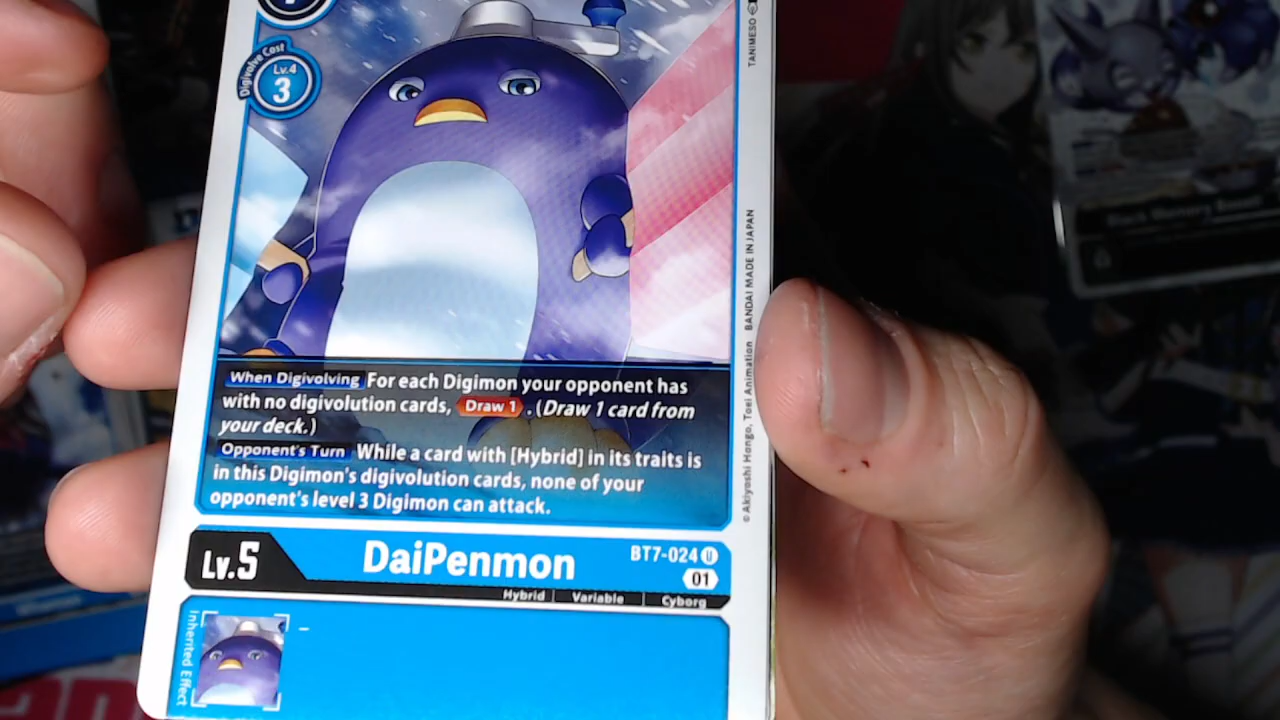 Digivolve Cost
Lv.4
3
TANIMESO
When Digivolving For each Digimon your opponent has
with no digivolution cards, Draw 1 . (Draw 1 card from
your deck.)
Opponent's Turn While a card with [Hybrid] in its traits is
in this Digimon's digivolution cards, none of your
opponent's level 3 Digimon can attack.
© Akiyoshi Hongo, Toei Animation BANDAI MADE IN JAPAN
Lv.5 DaiPenmon BT7-024 U
01
Hybrid Variable Cyborg
Inherited Effect
-
Black Memory Boost!